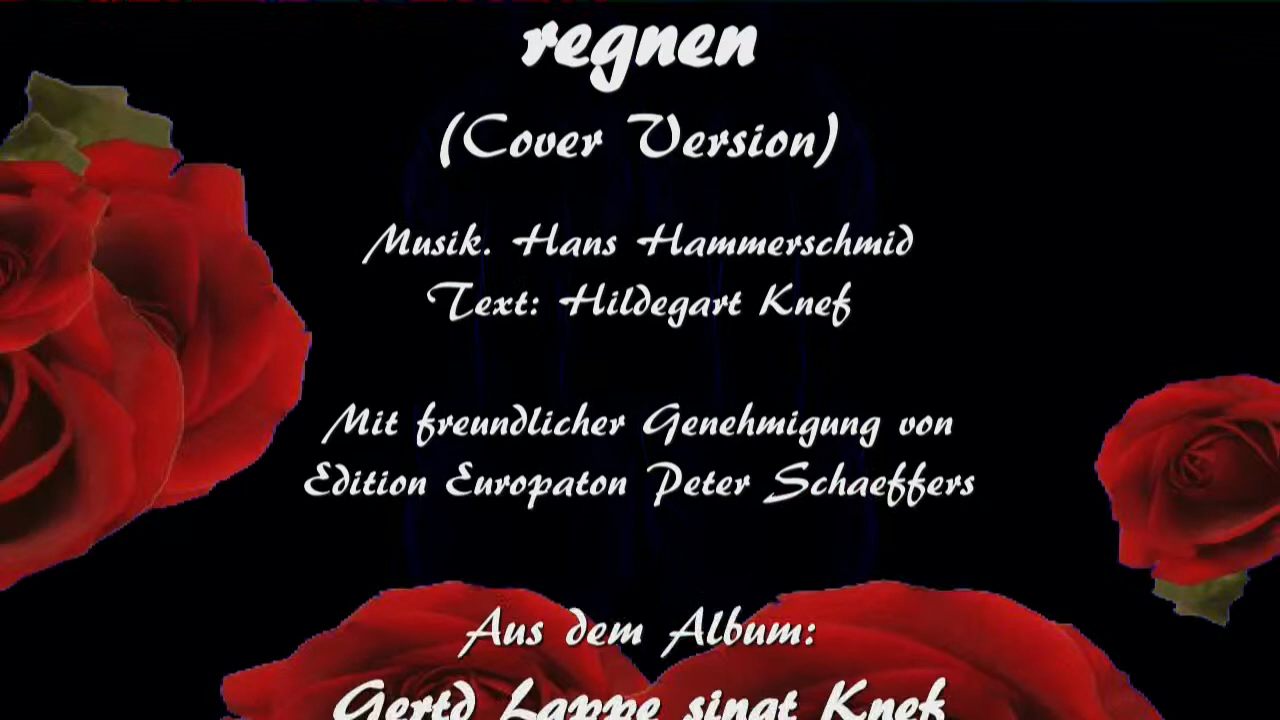 regnen
(Cover Version)
Musik. Hans Hammerschmid
Text: Hildegart Knef
Mit freundlicher Genehmigung von
Edition Europaton Peter Schaeffers
Aus dem Album:
Gertd Lappe singt Knef